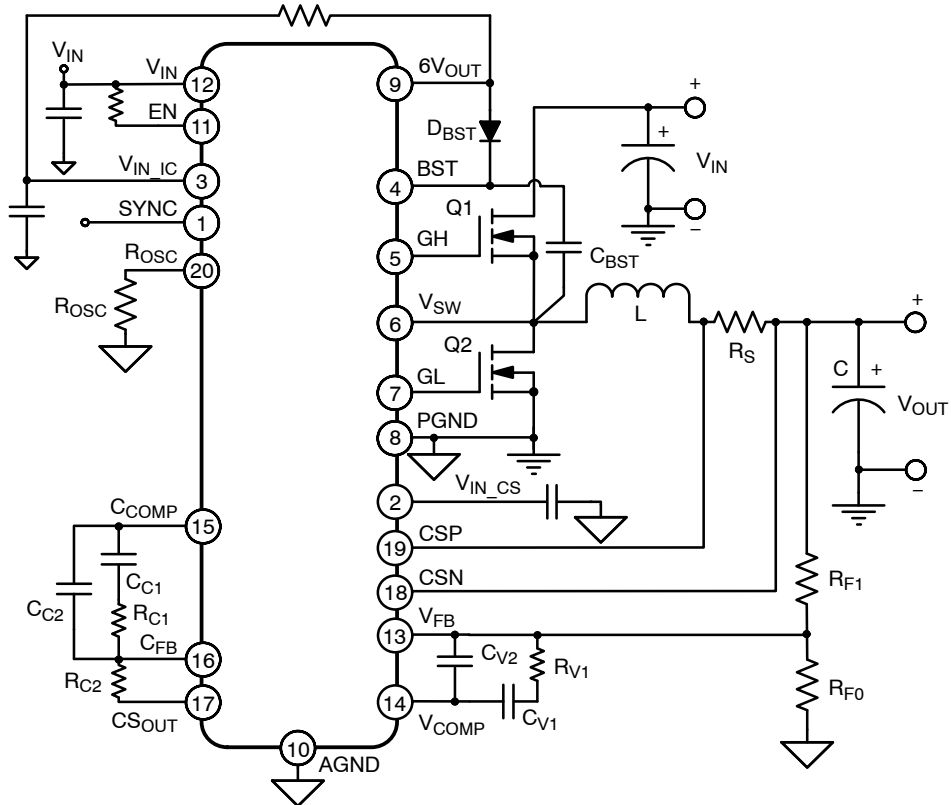 V_IN
V_IN
12
EN
11
V_IN_IC
3
SYNC
1
R_OSC
20
R_OSC
C_COMP
15
C_C1
C_C2
R_C1
C_FB
16
R_C2
17
CS_OUT
10
AGND
6V_OUT
9
D_BST
BST
4
Q1
GH
5
C_BST
+
+
V_IN
−
V_SW
6
L
R_S
+
Q2
GL
7
C
+
V_OUT
−
PGND
8
V_IN_CS
2
CSP
19
CSN
18
R_F1
V_FB
13
C_V2
R_V1
R_F0
14
V_COMP
C_V1